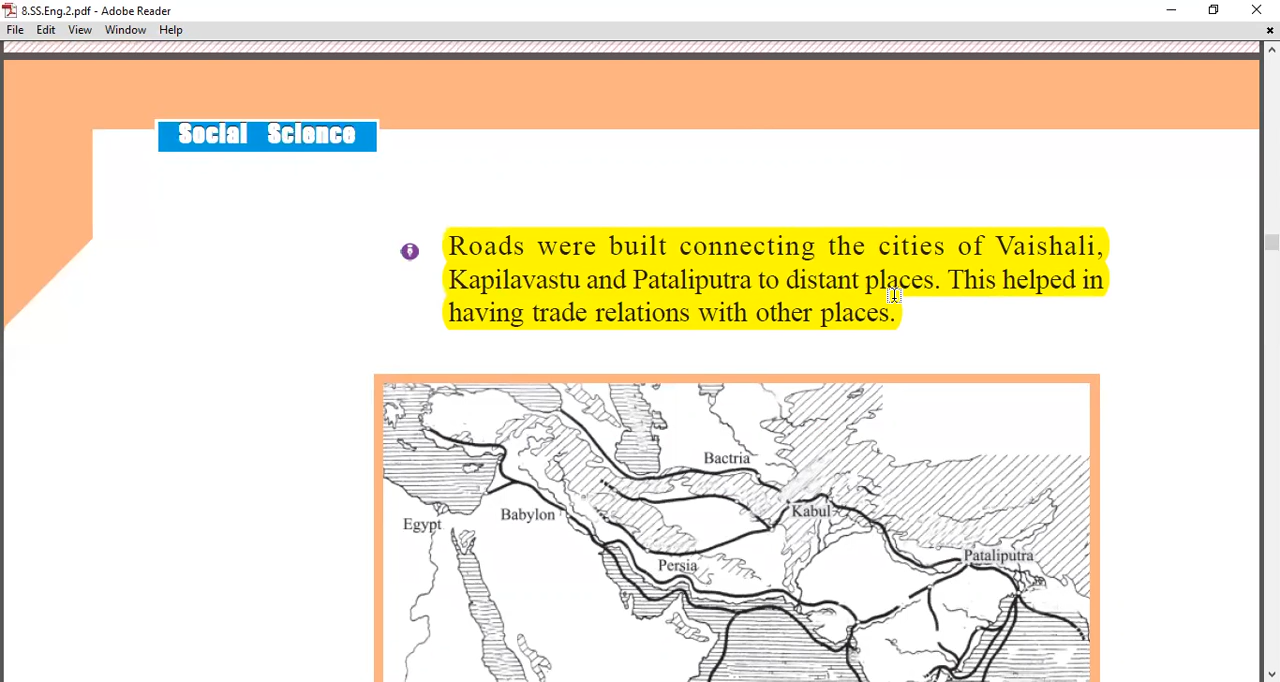 8.SS.Eng.2.pdf - Adobe Reader
File Edit View Window Help
Social Science
Roads were built connecting the cities of Vaishali,
Kapilavastu and Pataliputra to distant places. This helped in
having trade relations with other places.
Bactria
Kabul
Egypt
Babylon
Pataliputra
Persia